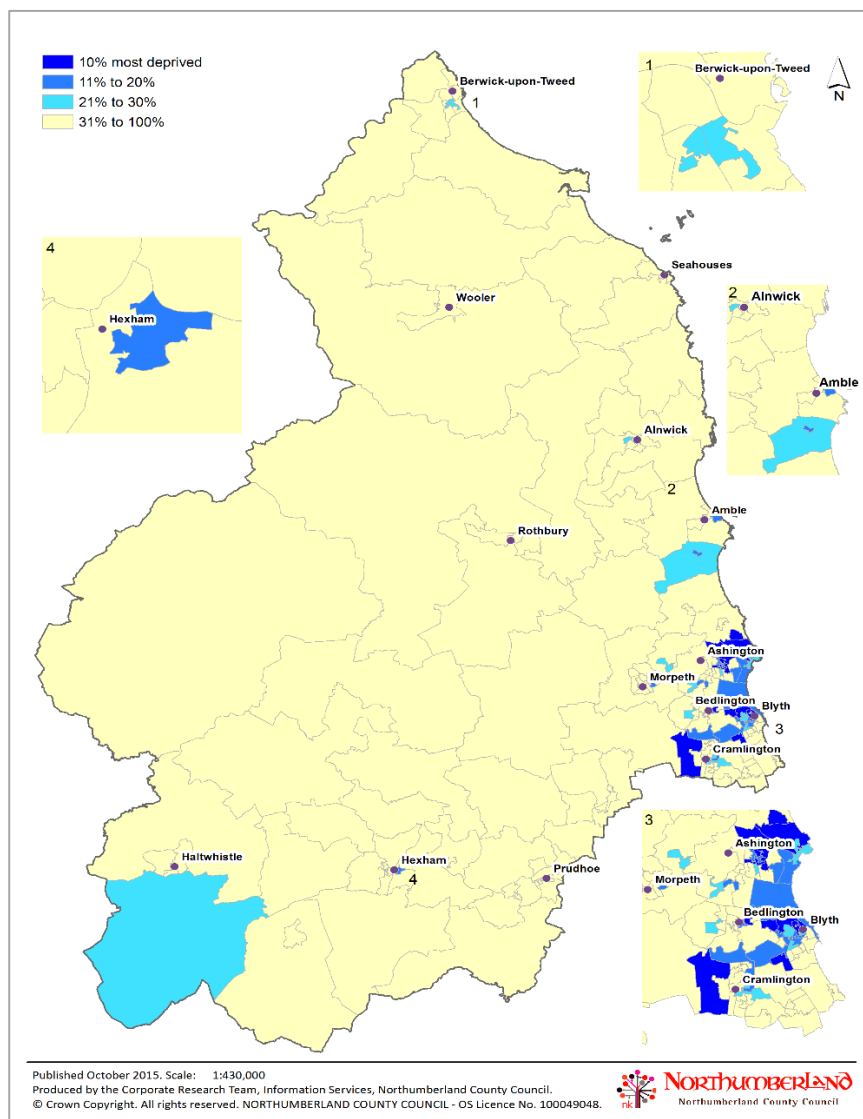 10% most deprived
11% to 20%
21% to 30%
31% to 100%
Berwick-upon-Tweed
1
1
Berwick-upon-Tweed
N
4
Hexham
Seahouses
Wooler
2
Alnwick
Amble
Alnwick
2
Amble
Rothbury
Ashington
Morpeth
Bedlington
Blyth
3
Cramlington
3
Ashington
Morpeth
Bedlington
Blyth
Cramlington
Haltwhistle
Hexham
4
Prudhoe
Published October 2015. Scale: 1:430,000
Produced by the Corporate Research Team, Information Services, Northumberland County Council.
© Crown Copyright. All rights reserved. NORTHUMBERLAND COUNTY COUNCIL - OS Licence No. 100049048.
nk
NORTHUMBERLAND
Northumberland County Council